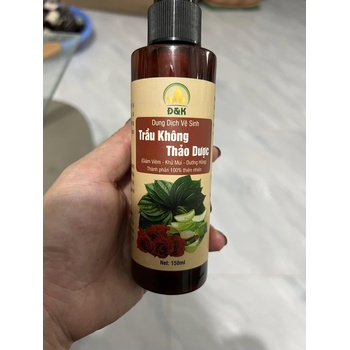 D&K
Dung Dịch Vệ Sinh
Trầu Không
Thảo Dược
(Giảm Viêm - Khử Mùi - Dưỡng Hồng)
Thành phần 100% thiên nhiên
Net: 150ml